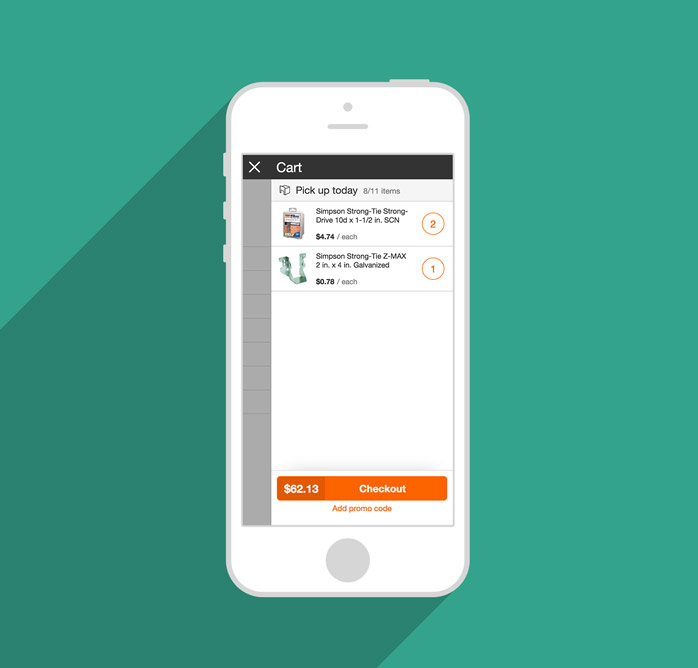 Cart
Pick up today 8/11 items
Simpson Strong-Tie Strong-
Drive 10d x 1-1/2 in. SCN
$4.74 / each
2
Simpson Strong-Tie Z-MAX
2 in. x 4 in. Galvanized
$0.78 / each
1
$62.13 Checkout
Add promo code